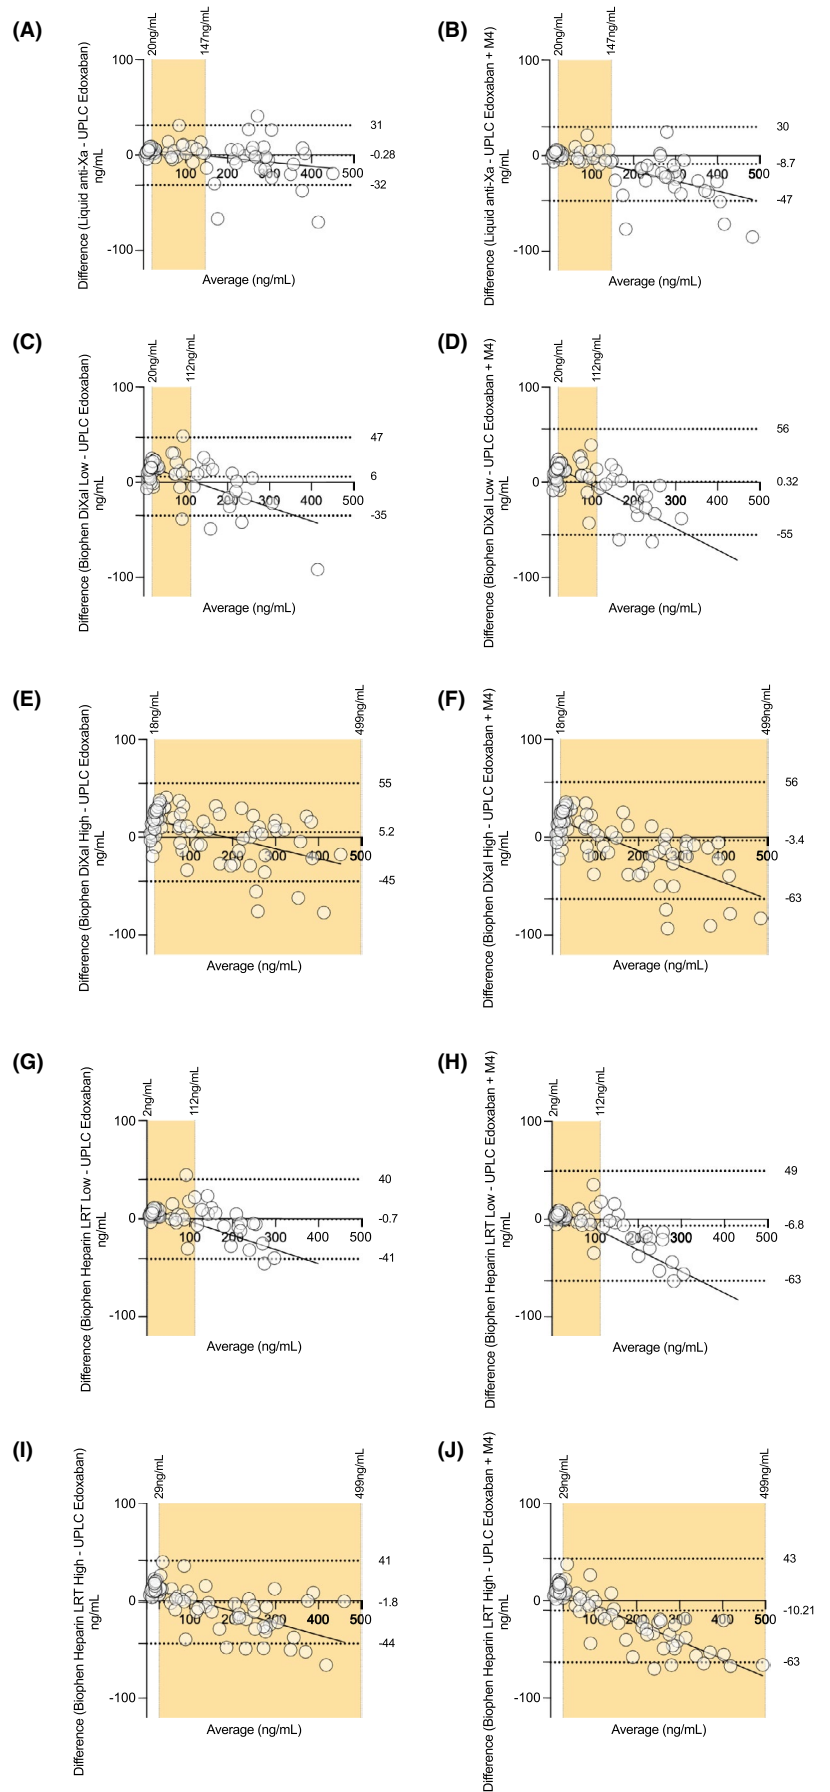 (A)
20ng/mL
147ng/mL
Difference (Liquid anti-Xa - UPLC Edoxaban)
ng/mL
100
0
-100
100 200 300 400 500
31
-0.28
-32
Average (ng/mL)
(B)
20ng/mL
147ng/mL
Difference (Liquid anti-Xa - UPLC Edoxaban + M4)
ng/mL
100
0
-100
100 200 300 400 500
30
-8.7
-47
Average (ng/mL)
(C)
20ng/mL
112ng/mL
Difference (Biophen DiXal Low - UPLC Edoxaban)
ng/mL
100
0
-100
100 200 300 400 500
47
6
-35
Average (ng/mL)
(D)
20ng/mL
112ng/mL
Difference (Biophen DiXal Low - UPLC Edoxaban + M4)
ng/mL
100
0
-100
100 200 300 400 500
56
0.32
-55
Average (ng/mL)
(E)
18ng/mL
499ng/mL
Difference (Biophen DiXal High - UPLC Edoxaban)
ng/mL
100
0
-100
100 200 300 400 500
55
5.2
-45
Average (ng/mL)
(F)
18ng/mL
499ng/mL
Difference (Biophen DiXal High - UPLC Edoxaban + M4)
ng/mL
100
0
-100
100 200 300 400 500
56
-3.4
-63
Average (ng/mL)
(G)
2ng/mL
112ng/mL
Difference (Biophen Heparin LRT Low - UPLC Edoxaban)
ng/mL
100
0
-100
100 200 300 400 500
40
-0.7
-41
Average (ng/mL)
(H)
2ng/mL
112ng/mL
Difference (Biophen Heparin LRT Low - UPLC Edoxaban + M4)
ng/mL
100
0
-100
100 200 300 400 500
49
-6.8
-63
Average (ng/mL)
(I)
29ng/mL
499ng/mL
Difference (Biophen Heparin LRT High - UPLC Edoxaban)
ng/mL
100
0
-100
100 200 300 400 500
41
-1.8
-44
Average (ng/mL)
(J)
29ng/mL
499ng/mL
Difference (Biophen Heparin LRT High - UPLC Edoxaban + M4)
ng/mL
100
0
-100
100 200 300 400 500
43
-10.21
-63
Average (ng/mL)